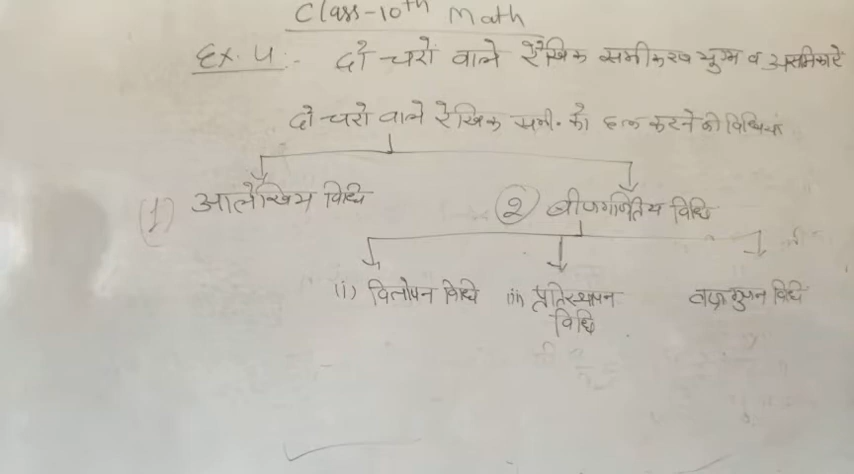 Class-10th Math
Ex. 4:- दो चरों वाले रैखिक समीकरण युग्म व असमिकाएं
दो चरो वाले रैखिक समी. को हल करने की विधियां
(1) आलेखिय विधि
(2) बीजगणितिय विधि
(i) विलोपन विधि (ii) प्रतिस्थापन विधि
वज्रगुणन विधि